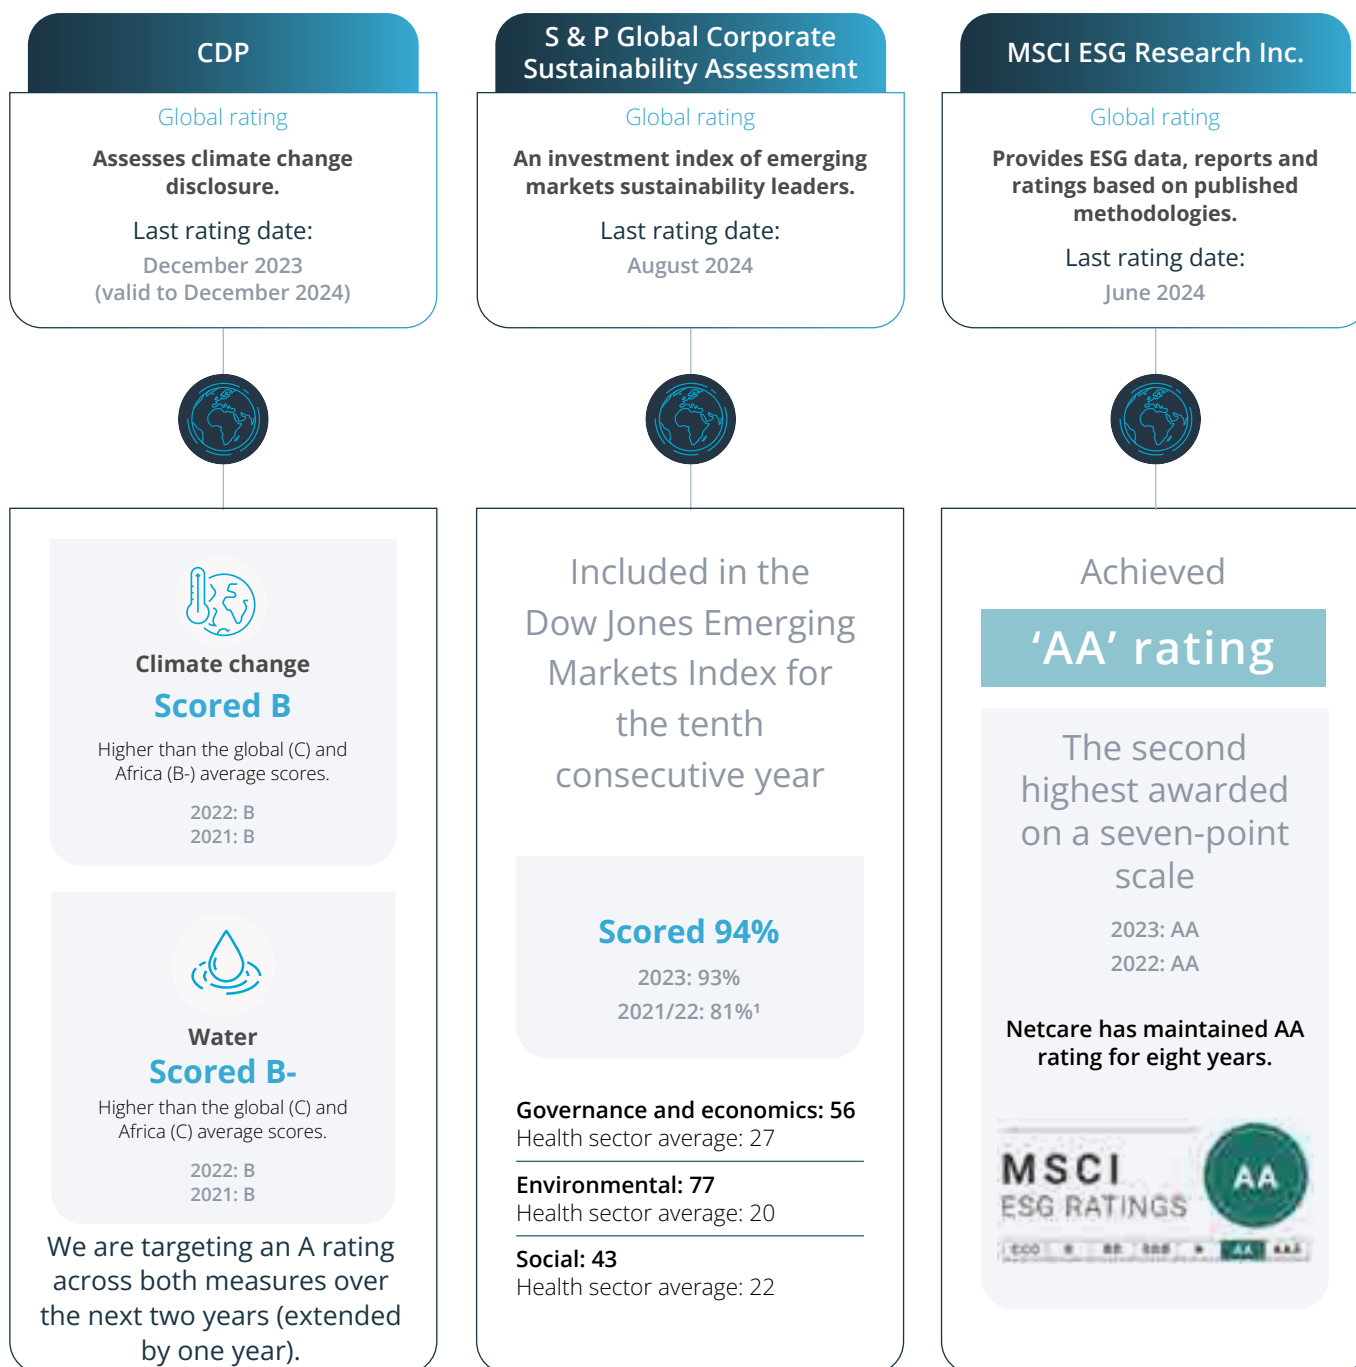 CDP
Global rating
Assesses climate change
disclosure.
Last rating date:
December 2023
(valid to December 2024)
Climate change
Scored B
Higher than the global (C) and
Africa (B-) average scores.
2022: B
2021: B
Water
Scored B-
Higher than the global (C) and
Africa (C) average scores.
2022: B
2021: B
We are targeting an A rating
across both measures over
the next two years (extended
by one year).
S & P Global Corporate
Sustainability Assessment
Global rating
An investment index of emerging
markets sustainability leaders.
Last rating date:
August 2024
Included in the
Dow Jones Emerging
Markets Index for
the tenth
consecutive year
Scored 94%
2023: 93%
2021/22: 81%¹
Governance and economics: 56
Health sector average: 27
Environmental: 77
Health sector average: 20
Social: 43
Health sector average: 22
MSCI ESG Research Inc.
Global rating
Provides ESG data, reports and
ratings based on published
methodologies.
Last rating date:
June 2024
Achieved
‘AA’ rating
The second
highest awarded
on a seven-point
scale
2023: AA
2022: AA
Netcare has maintained AA
rating for eight years.
MSCI
ESG RATINGS
AA
CCC B BB BBB A AA AAA